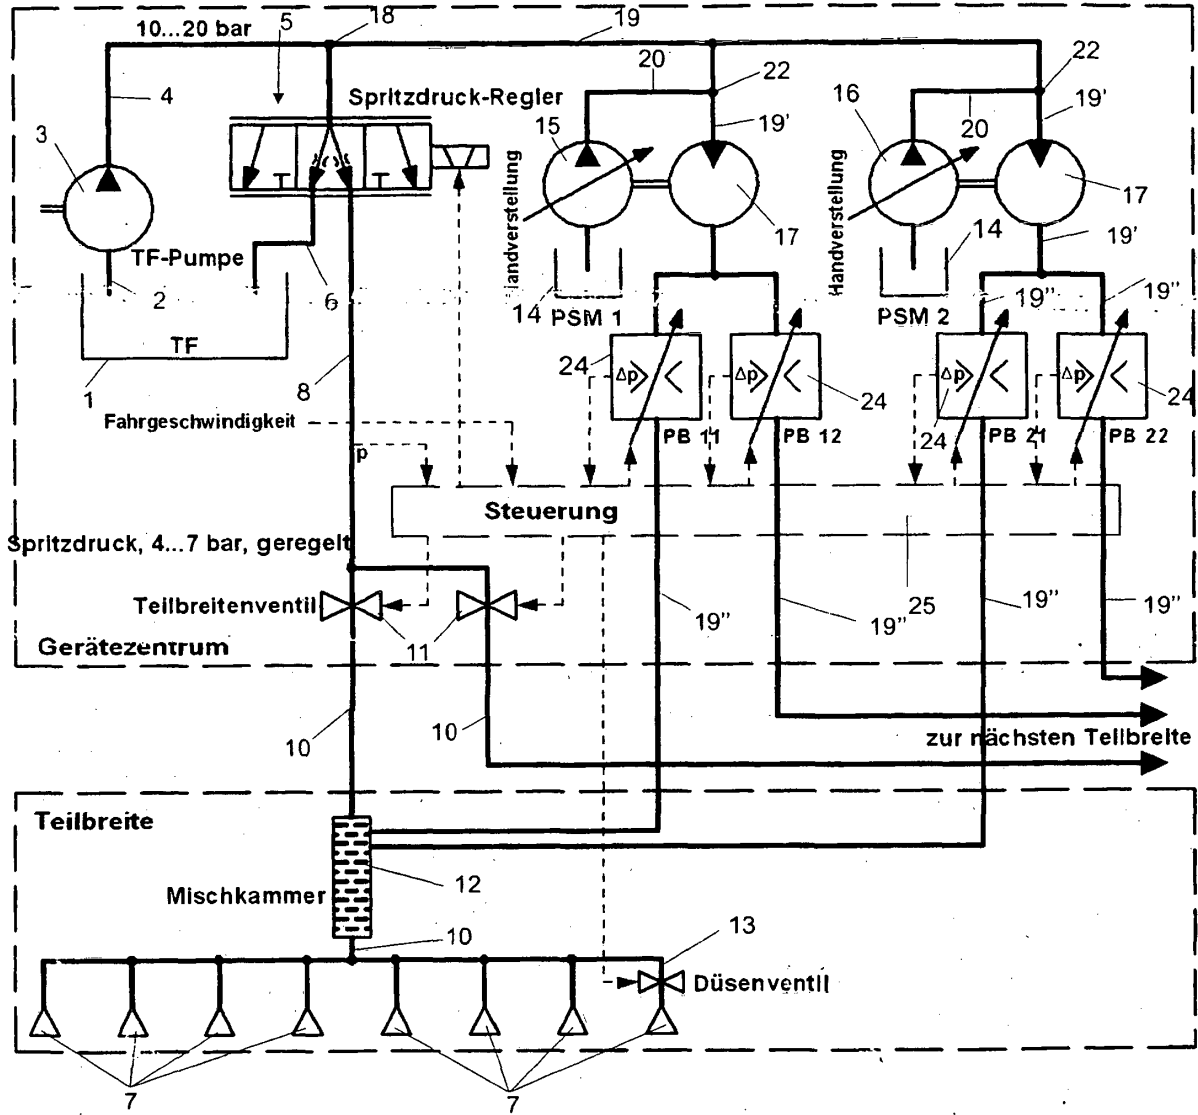 10...20 bar
5
18
19
4
Spritzdruck-Regler
20
22
16
22
20
19'
3
15
19'
Handverstellung
17
Handverstellung
17
TF-Pumpe
14
19'
2
6
14
PSM 1
PSM 2
19''
19''
TF
1
8
24
Δp
Δp
24
Δp
24
Δp
24
Fahrgeschwindigkeit
p
PB 11
PB 12
PB 21
PB 22
Steuerung
Spritzdruck, 4...7 bar, geregelt
Teilbreitenventil
11
19''
19''
25
19''
19''
Gerätezentrum
10
10
zur nächsten Teilbreite
Teilbreite
Mischkammer
12
10
13
Düsenventil
7
7